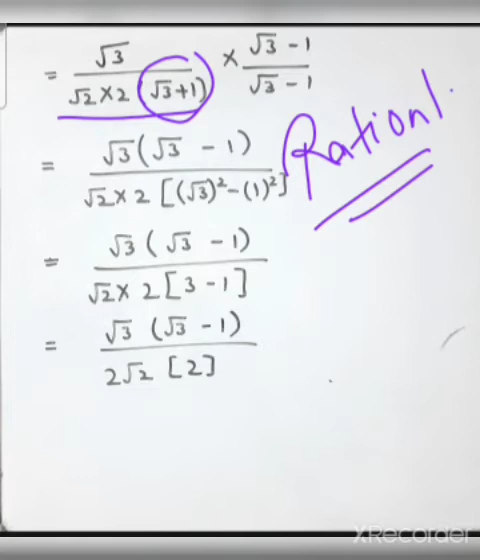 = √3 / √2 × 2 (√3+1) × √3 - 1 / √3 - 1
= √3(√3 - 1) / √2 × 2 [(√3)² - (1)²]
Rational.
= √3 (√3 - 1) / √2 × 2 [3 - 1]
= √3 (√3 - 1) / 2√2 [2]
XRecorder